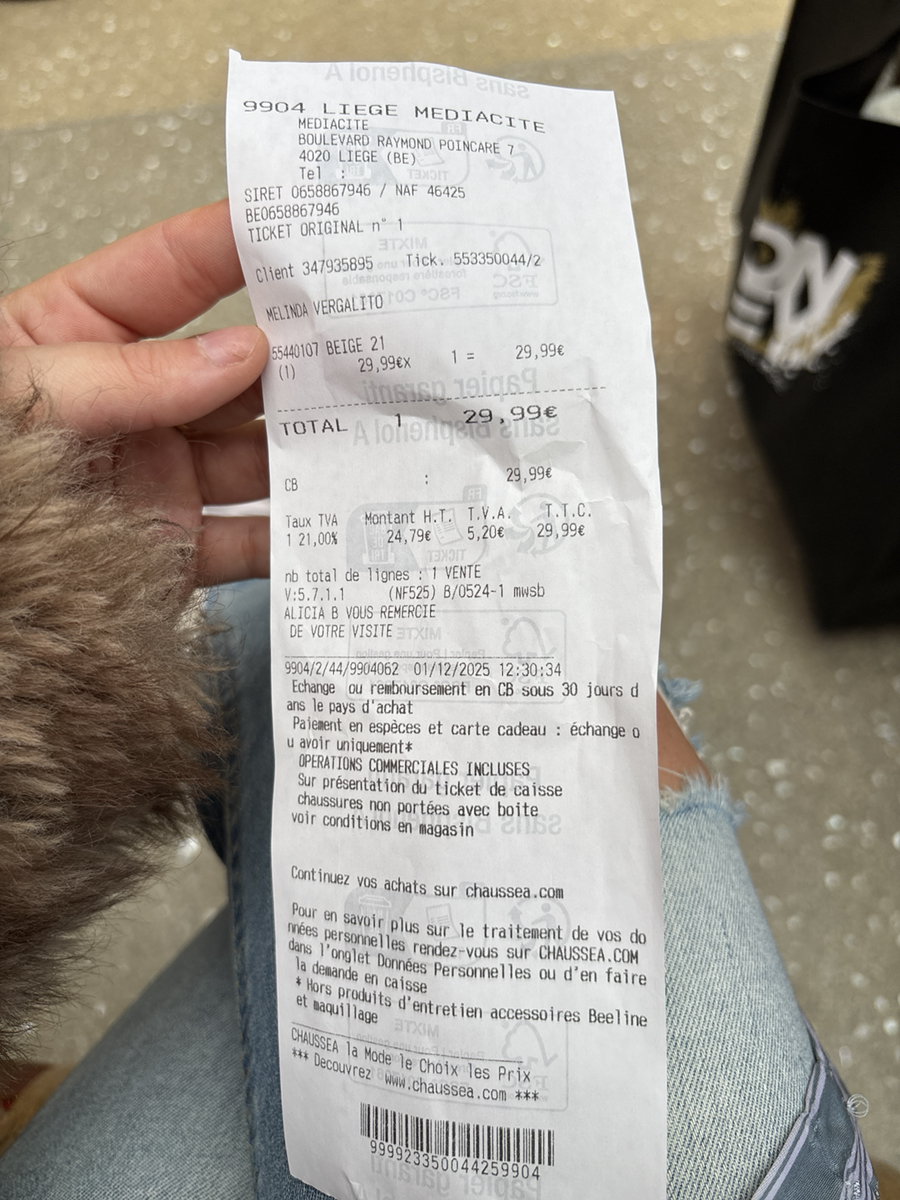 9904 LIEGE MEDIACITE
MEDIACITE
BOULEVARD RAYMOND POINCARE 7
4020 LIEGE (BE)
Tel :
SIRET 0658867946 / NAF 46425
BE0658867946
TICKET ORIGINAL n° 1
Client 347935895 Tick. 553350044/2
MELINDA VERGALITO
55440107 BEIGE 21
(1) 29,99€x 1 = 29,99€
TOTAL 1 29,99€
CB : 29,99€
Taux TVA Montant H.T. T.V.A. T.T.C.
1 21,00% 24,79€ 5,20€ 29,99€
nb total de lignes : 1 VENTE
V:5.7.1.1 (NF525) B/0524-1 mwsb
ALICIA B VOUS REMERCIE
DE VOTRE VISITE
9904/2/44/9904062 01/12/2025 12:30:34
Echange ou remboursement en CB sous 30 jours d
ans le pays d'achat
Paiement en espèces et carte cadeau : échange o
u avoir uniquement*
OPERATIONS COMMERCIALES INCLUSES
Sur présentation du ticket de caisse
chaussures non portées avec boite
voir conditions en magasin
Continuez vos achats sur chaussea.com
Pour en savoir plus sur le traitement de vos do
nnées personnelles rendez-vous sur CHAUSSEA.COM
dans l'onglet Données Personnelles ou d'en faire
la demande en caisse
* Hors produits d'entretien accessoires Beeline
et maquillage
CHAUSSEA la Mode le Choix les Prix
*** Decouvrez www.chaussea.com ***
999923350044259904